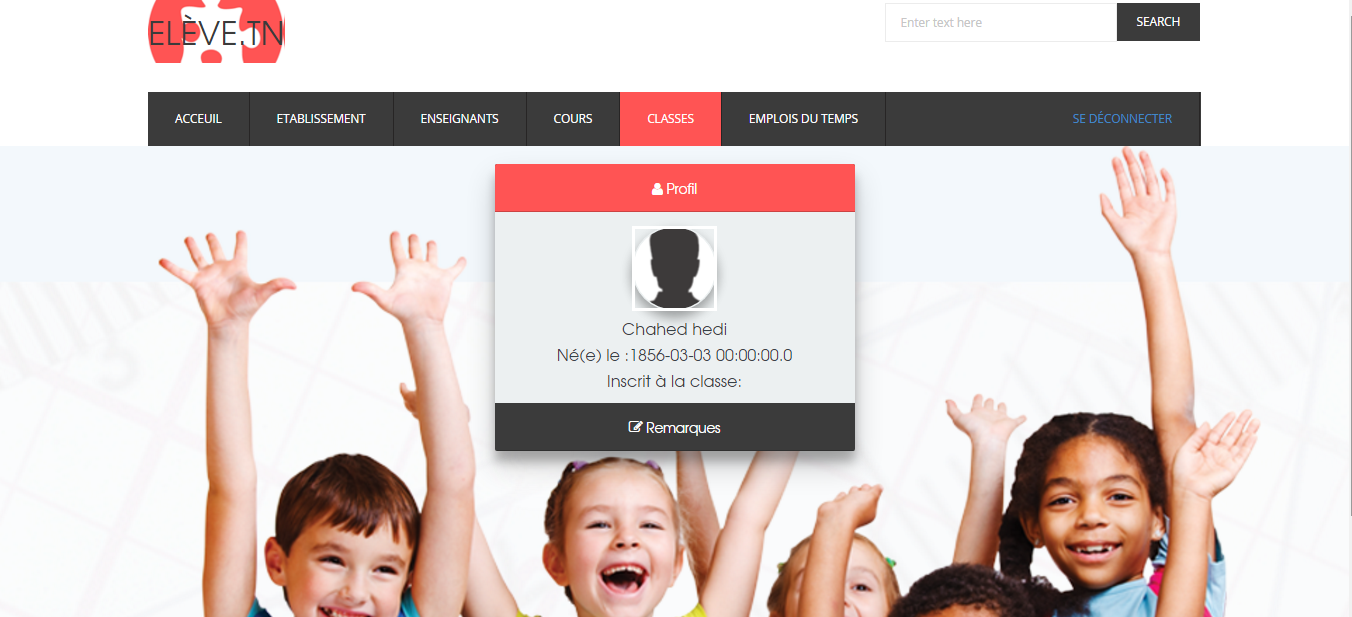 ELÈVE.TN
Enter text here
SEARCH
ACCEUIL
ETABLISSEMENT
ENSEIGNANTS
COURS
CLASSES
EMPLOIS DU TEMPS
SE DÉCONNECTER
Profil
Chahed hedi
Né(e) le :1856-03-03 00:00:00.0
Inscrit à la classe:
Remarques